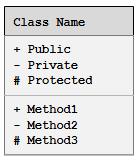 Class Name
+ Public
- Private
# Protected
+ Method1
- Method2
# Method3